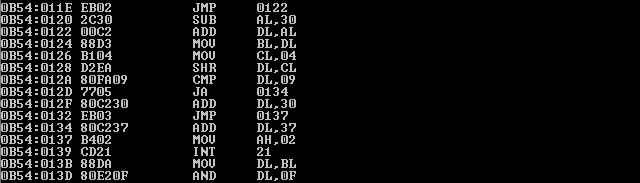 0B54:011E EB02 JMP 0122
0B54:0120 2C30 SUB AL,30
0B54:0122 00C2 ADD DL,AL
0B54:0124 88D3 MOV BL,DL
0B54:0126 B104 MOV CL,04
0B54:0128 D2EA SHR DL,CL
0B54:012A 80FA09 CMP DL,09
0B54:012D 7705 JA 0134
0B54:012F 80C230 ADD DL,30
0B54:0132 EB03 JMP 0137
0B54:0134 80C237 ADD DL,37
0B54:0137 B402 MOV AH,02
0B54:0139 CD21 INT 21
0B54:013B 88DA MOV DL,BL
0B54:013D 80E20F AND DL,0F